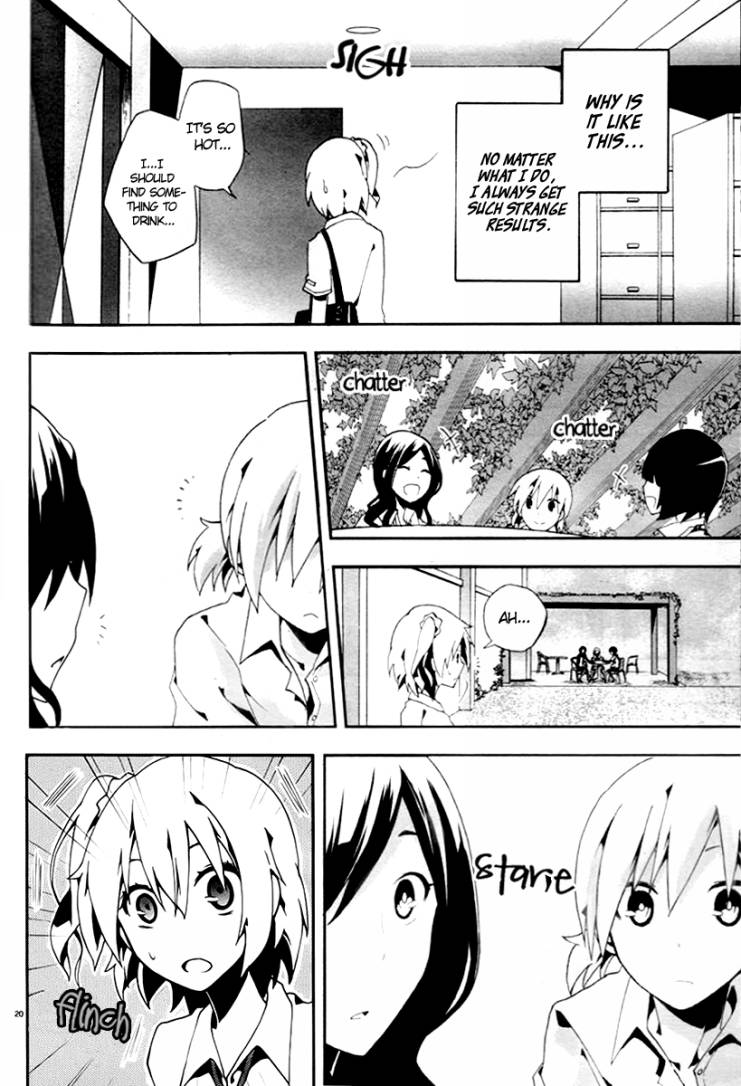 WHY IS
IT LIKE
THIS...
NO MATTER
WHAT I DO,
I ALWAYS GET
SUCH STRANGE
RESULTS.
SIGH
IT'S SO
HOT...
I...I
SHOULD
FIND SOME-
THING TO
DRINK...
chatter
chatter
AH...
Stare
flinch
20